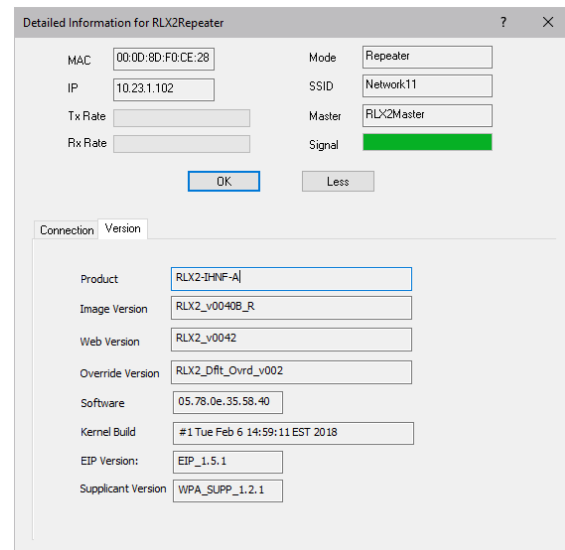 Detailed Information for RLX2Repeater ? ×
MAC 00:0D:8D:F0:CE:28 Mode Repeater
IP 10.23.1.102 SSID Network11
Tx Rate Master RLX2Master
Rx Rate Signal
OK Less
Connection Version
Product RLX2-IHNF-A
Image Version RLX2_v0040B_R
Web Version RLX2_v0042
Override Version RLX2_Dflt_Ovrd_v002
Software 05.78.0e.35.58.40
Kernel Build #1 Tue Feb 6 14:59:11 EST 2018
EIP Version: EIP_1.5.1
Supplicant Version WPA_SUPP_1.2.1